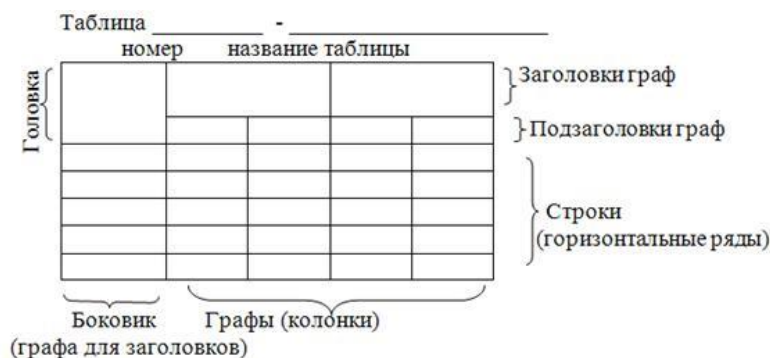 Таблица ________ - ____________________
номер название таблицы
Головка
Заголовки граф
Подзаголовки граф
Строки
(горизонтальные ряды)
Боковик
(графа для заголовков)
Графы (колонки)